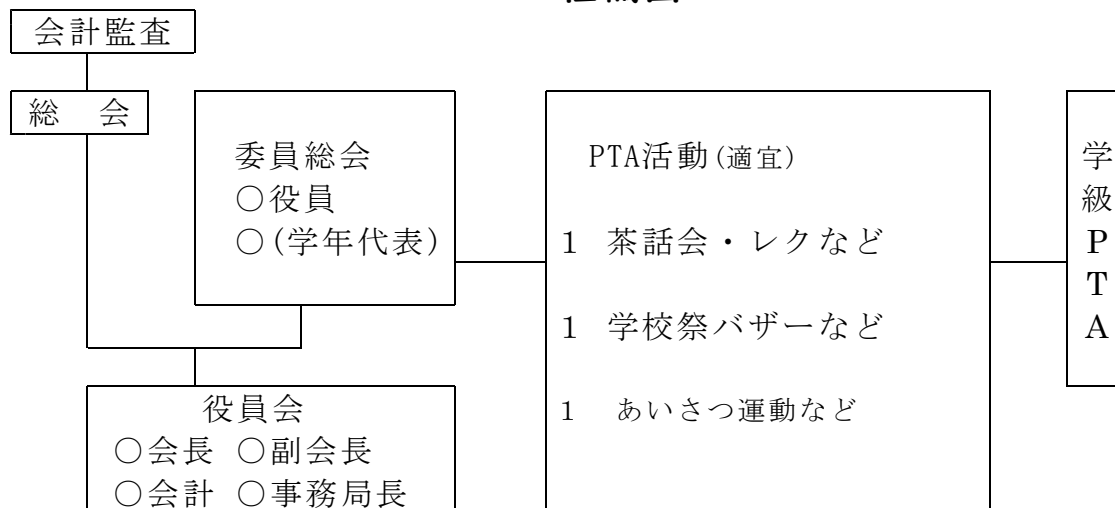 会計監査
総 会
委員総会
○役員
○(学年代表)
PTA活動(適宜)
1 茶話会・レクなど
1 学校祭バザーなど
1 あいさつ運動など
学
級
P
T
A
役員会
○会長 ○副会長
○会計 ○事務局長